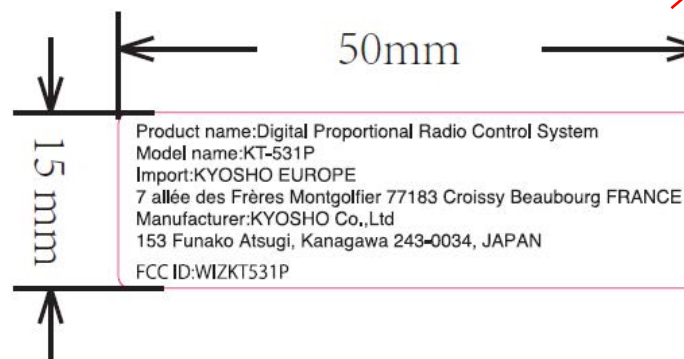 50mm
15 mm
Product name:Digital Proportional Radio Control System
Model name:KT-531P
Import:KYOSHO EUROPE
7 allée des Frères Montgolfier 77183 Croissy Beaubourg FRANCE
Manufacturer:KYOSHO Co,.Ltd
153 Funako Atsugi, Kanagawa 243-0034, JAPAN
FCC ID:WIZKT531P